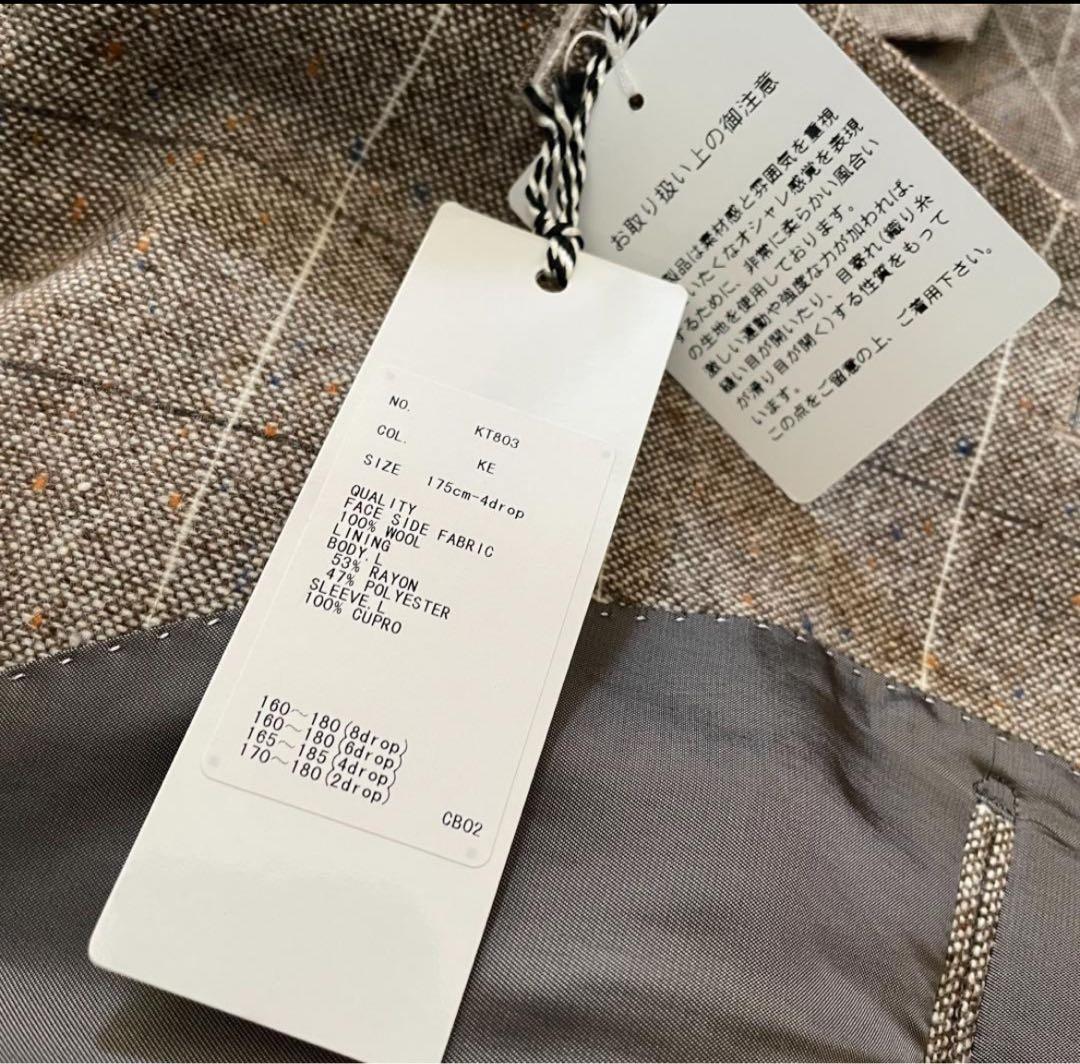 NO. KT803
COL. KE
SIZE 175cm-4drop
QUALITY
FACE SIDE FABRIC
100% WOOL
LINING
BODY.L
53% RAYON
47% POLYESTER
SLEEVE.L
100% CUPRO
160～180(8drop)
160～180(6drop)
165～185(4drop)
170～180(2drop)
CB02
お取り扱い上の御注意
製品は素材感と雰囲気を重視
いたくなオシャレ感覚を表現
するために、非常に柔らかい風合い
の生地を使用しております。
激しい運動や強度な力が加われば、
縫い目が開いたり、目寄れ(織り糸
が滑り目が開く)する性質をもって
います。
この点をご留意の上、ご着用下さい。